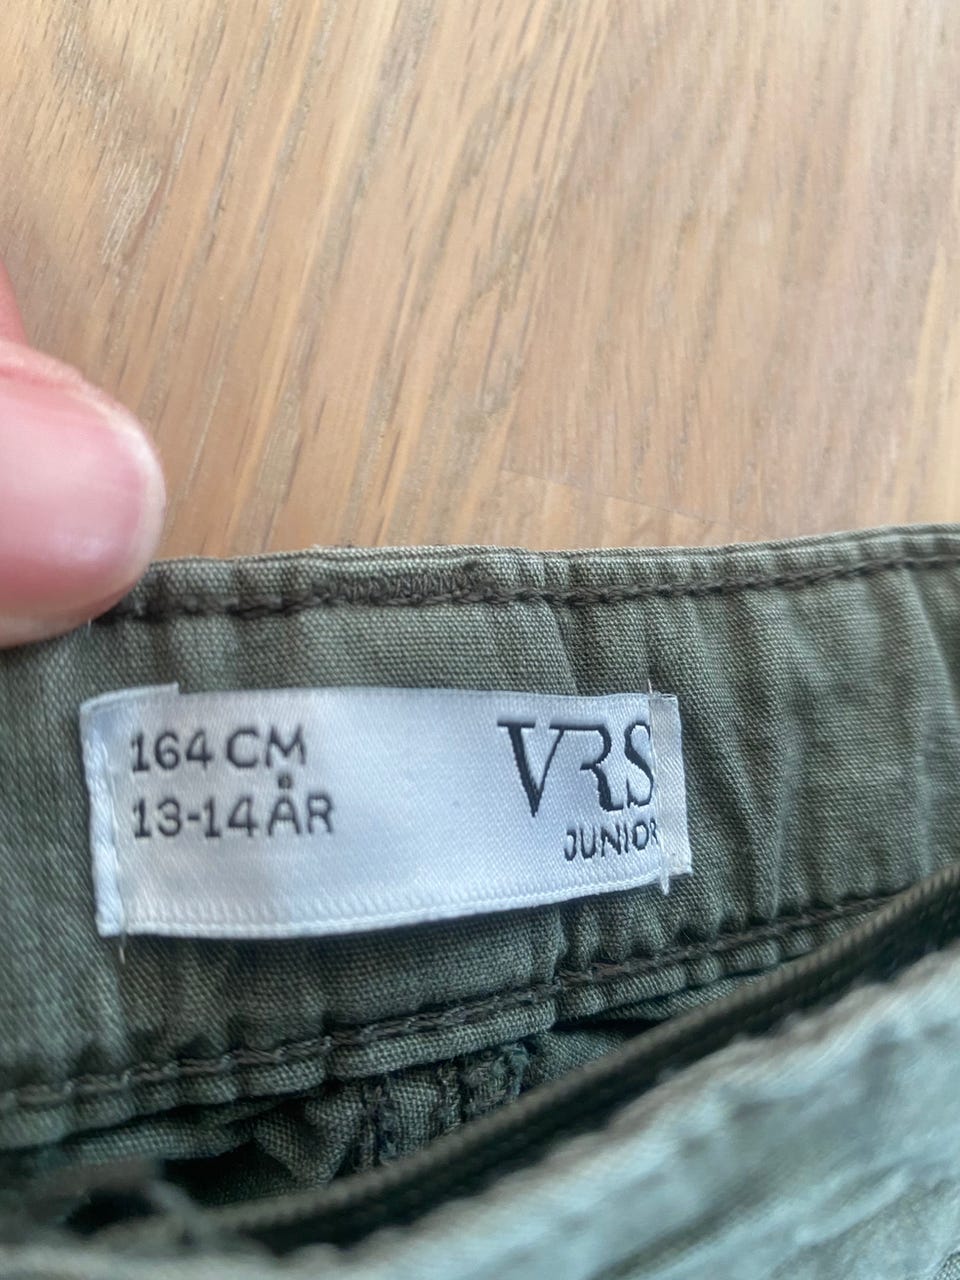 164 CM
13-14 ÅR
VRS
JUNIOR